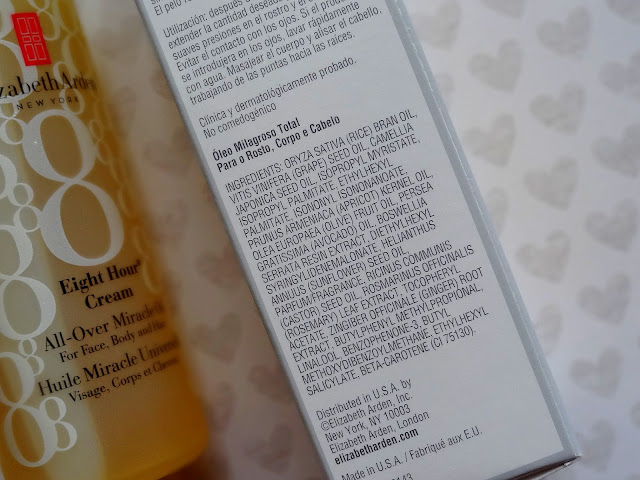 zabethArden
NEW YORK
8
Eight Hour
Cream
All-Over Miracle
For Face, Body and
Huile Miracle
Visage, Corps et
El pelo
Utilización: después
extender la cantidad desea
suaves presiones en el rostro y el
Evitar el contacto con los ojos. Si el
se introdujera en los ojos, lavar rápidamente
con agua. Masajear el cuerpo y alisar el cabello,
trabajando de las puntas hacia las raíces.
Clínica y dermatológicamente probado.
No comedogénico
Óleo Milagroso Total
Para o Rosto, Corpo e Cabelo
INGREDIENTS: ORYZA SATIVA (RICE) BRAN OIL,
VITIS VINIFERA (GRAPE) SEED OIL, CAMELLIA
JAPONICA SEED OIL, ISOPROPYL MYRISTATE,
ISOPROPYL PALMITATE, ETHYLHEXYL
PALMITATE, ISONONYL ISONONANOATE,
PRUNUS ARMENIACA (APRICOT) KERNEL OIL,
OLEA EUROPAEA (OLIVE) FRUIT OIL, PERSEA
GRATISSIMA (AVOCADO) OIL, BOSWELLIA
SERRATA RESIN EXTRACT, DIETHYLHEXYL
SYRINGYLIDENEMALONATE, HELIANTHUS
ANNUUS (SUNFLOWER) SEED OIL,
PARFUM/FRAGRANCE, RICINUS COMMUNIS
(CASTOR) SEED OIL, ROSMARINUS OFFICINALIS
(ROSEMARY) LEAF EXTRACT, TOCOPHERYL
ACETATE, ZINGIBER OFFICINALE (GINGER) ROOT
EXTRACT, BUTYLPHENYL METHYLPROPIONAL,
LINALOOL, BENZOPHENONE-3, BUTYL
METHOXYDIBENZOYLMETHANE, ETHYLHEXYL
SALICYLATE, BETA-CAROTENE (CI 75130).
Distributed in U.S.A. by
©Elizabeth Arden, Inc.
New York, NY 10003
Elizabeth Arden, London
elizabetharden.com
Made in U.S.A. / Fabriqué aux E.U.
0143